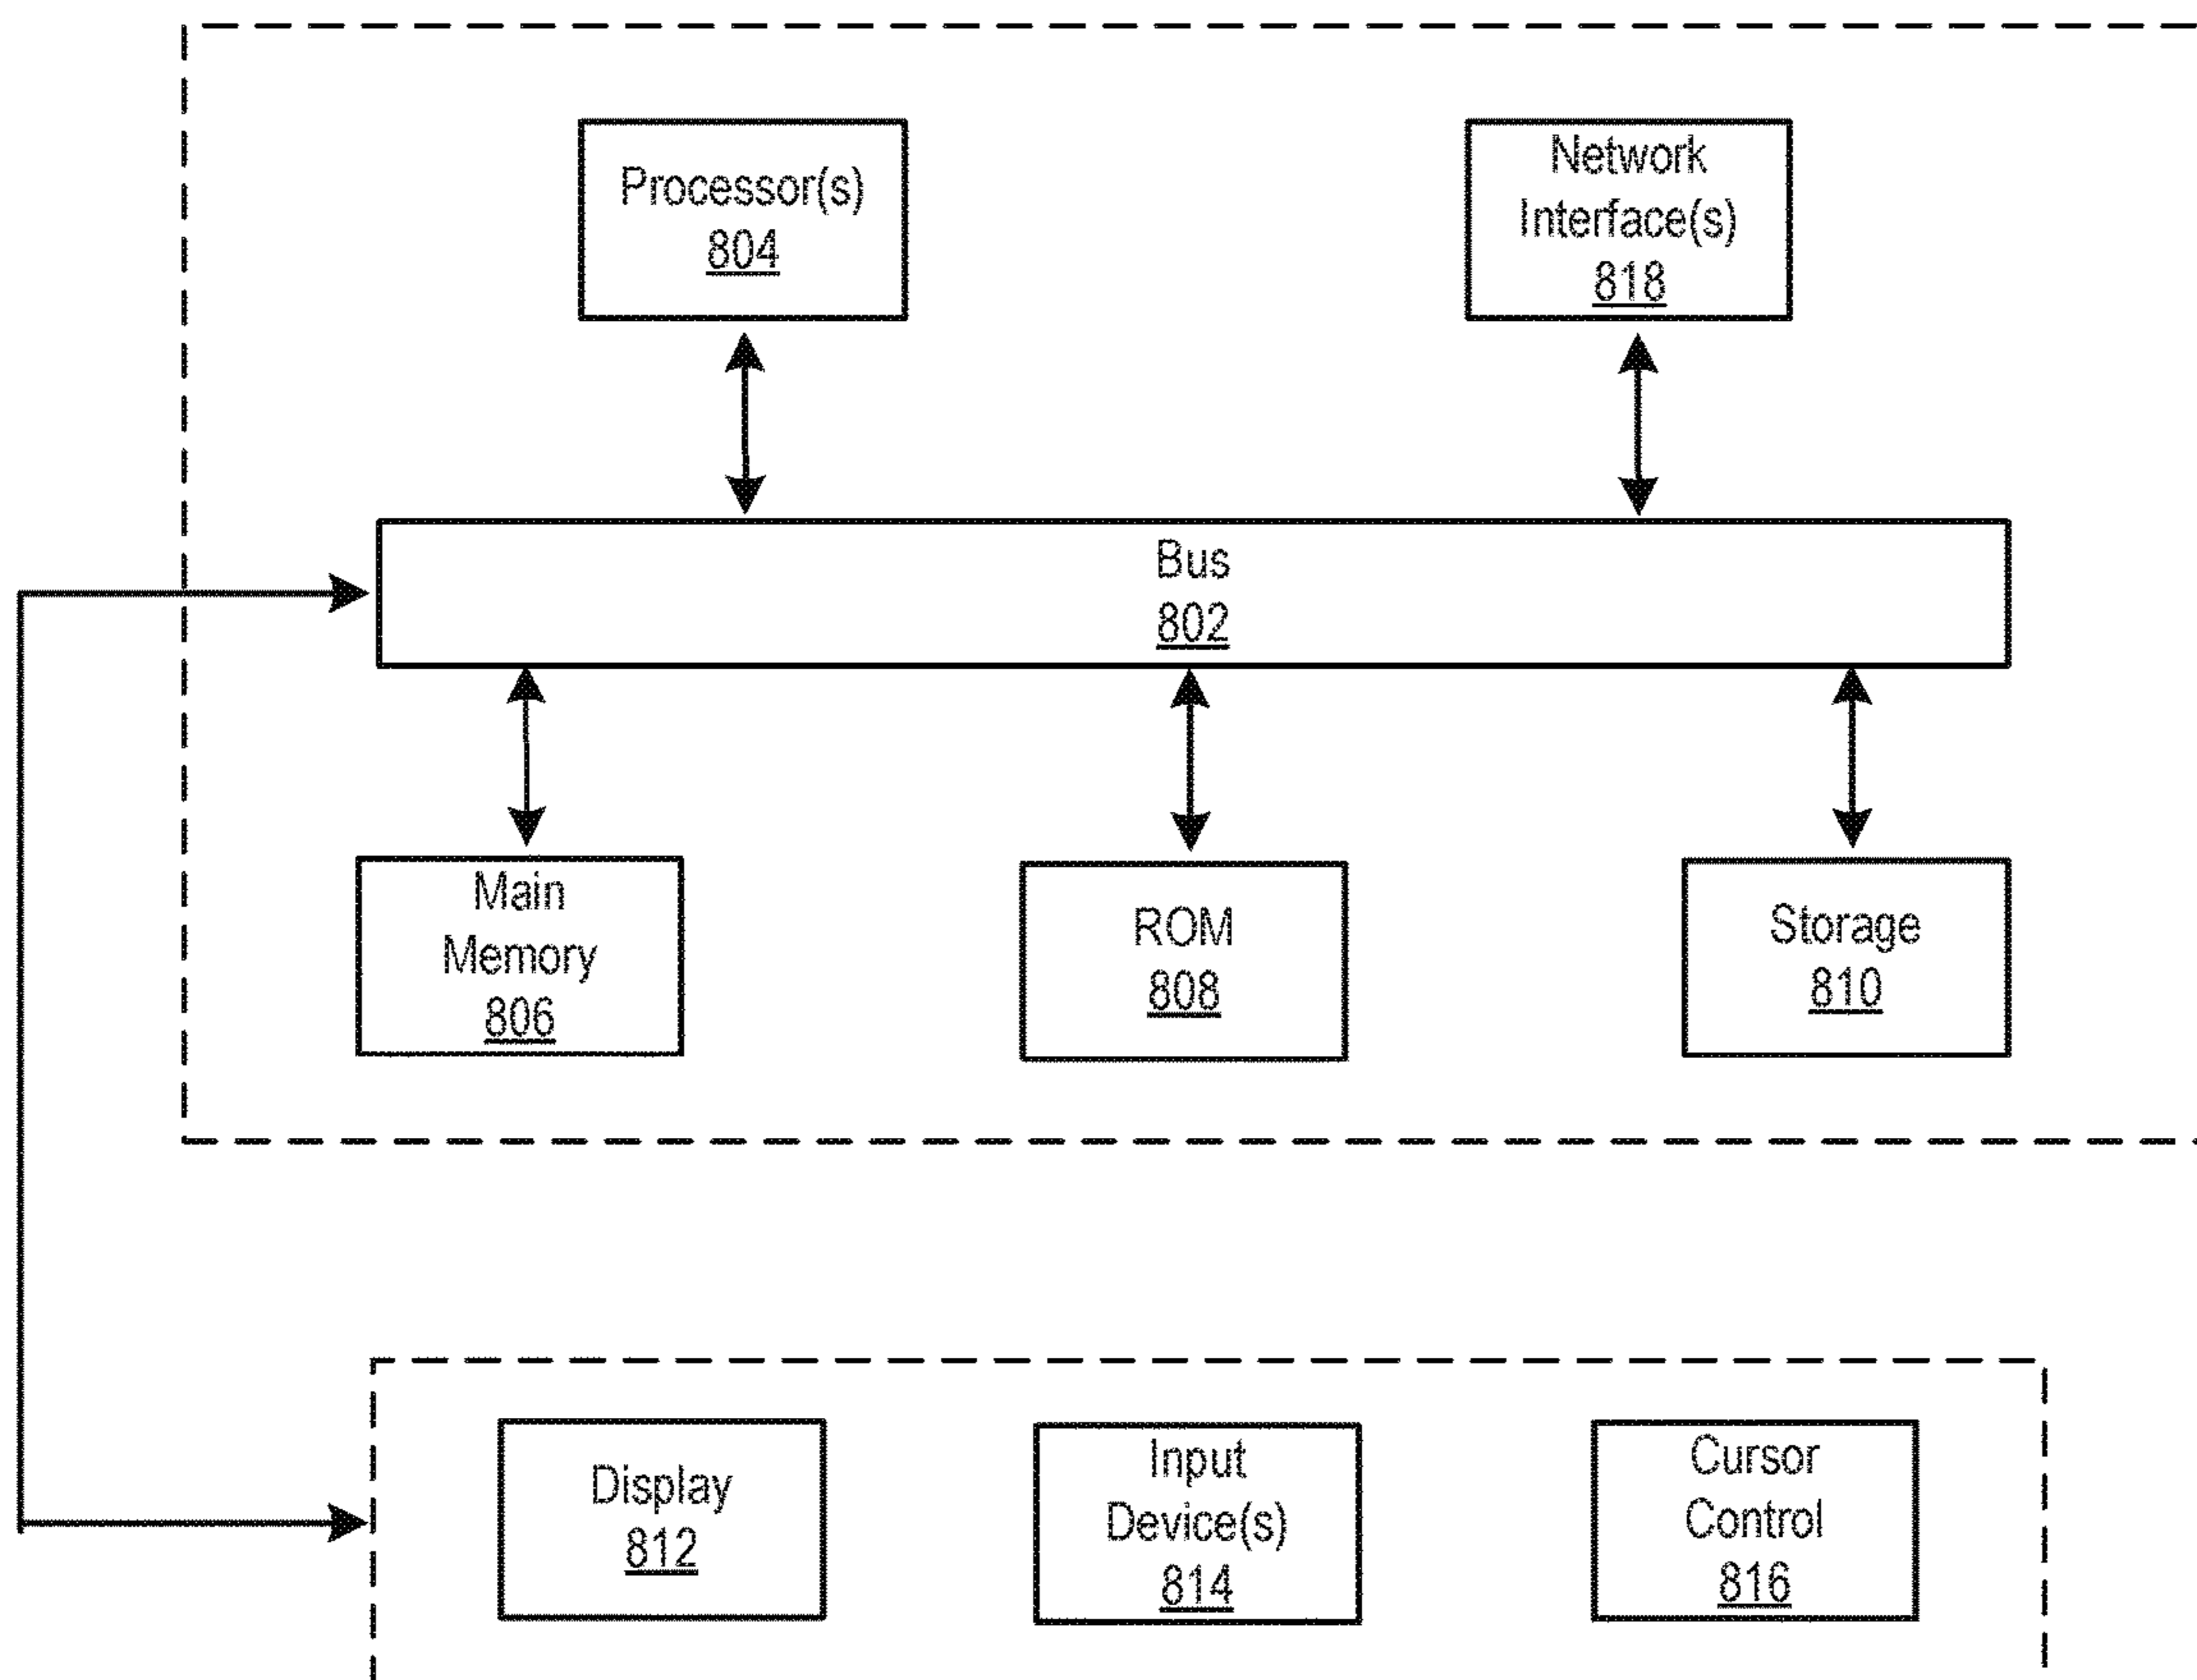 Processor(s)
804
Network
Interface(s)
818
Bus
802
Main
Memory
806
ROM
808
Storage
810
Display
812
Input
Device(s)
814
Cursor
Control
816